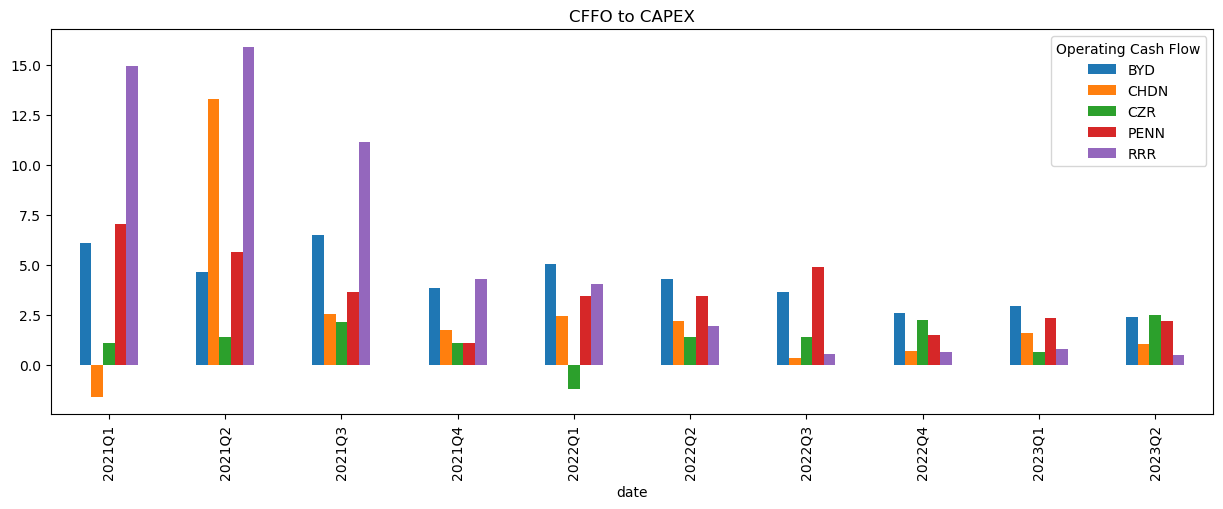 CFFO to CAPEX
15.0
12.5
10.0
7.5
5.0
2.5
0.0
Operating Cash Flow
BYD
CHDN
CZR
PENN
RRR
2021Q1
2021Q2
2021Q3
2021Q4
2022Q1
2022Q2
2022Q3
2022Q4
2023Q1
2023Q2
date